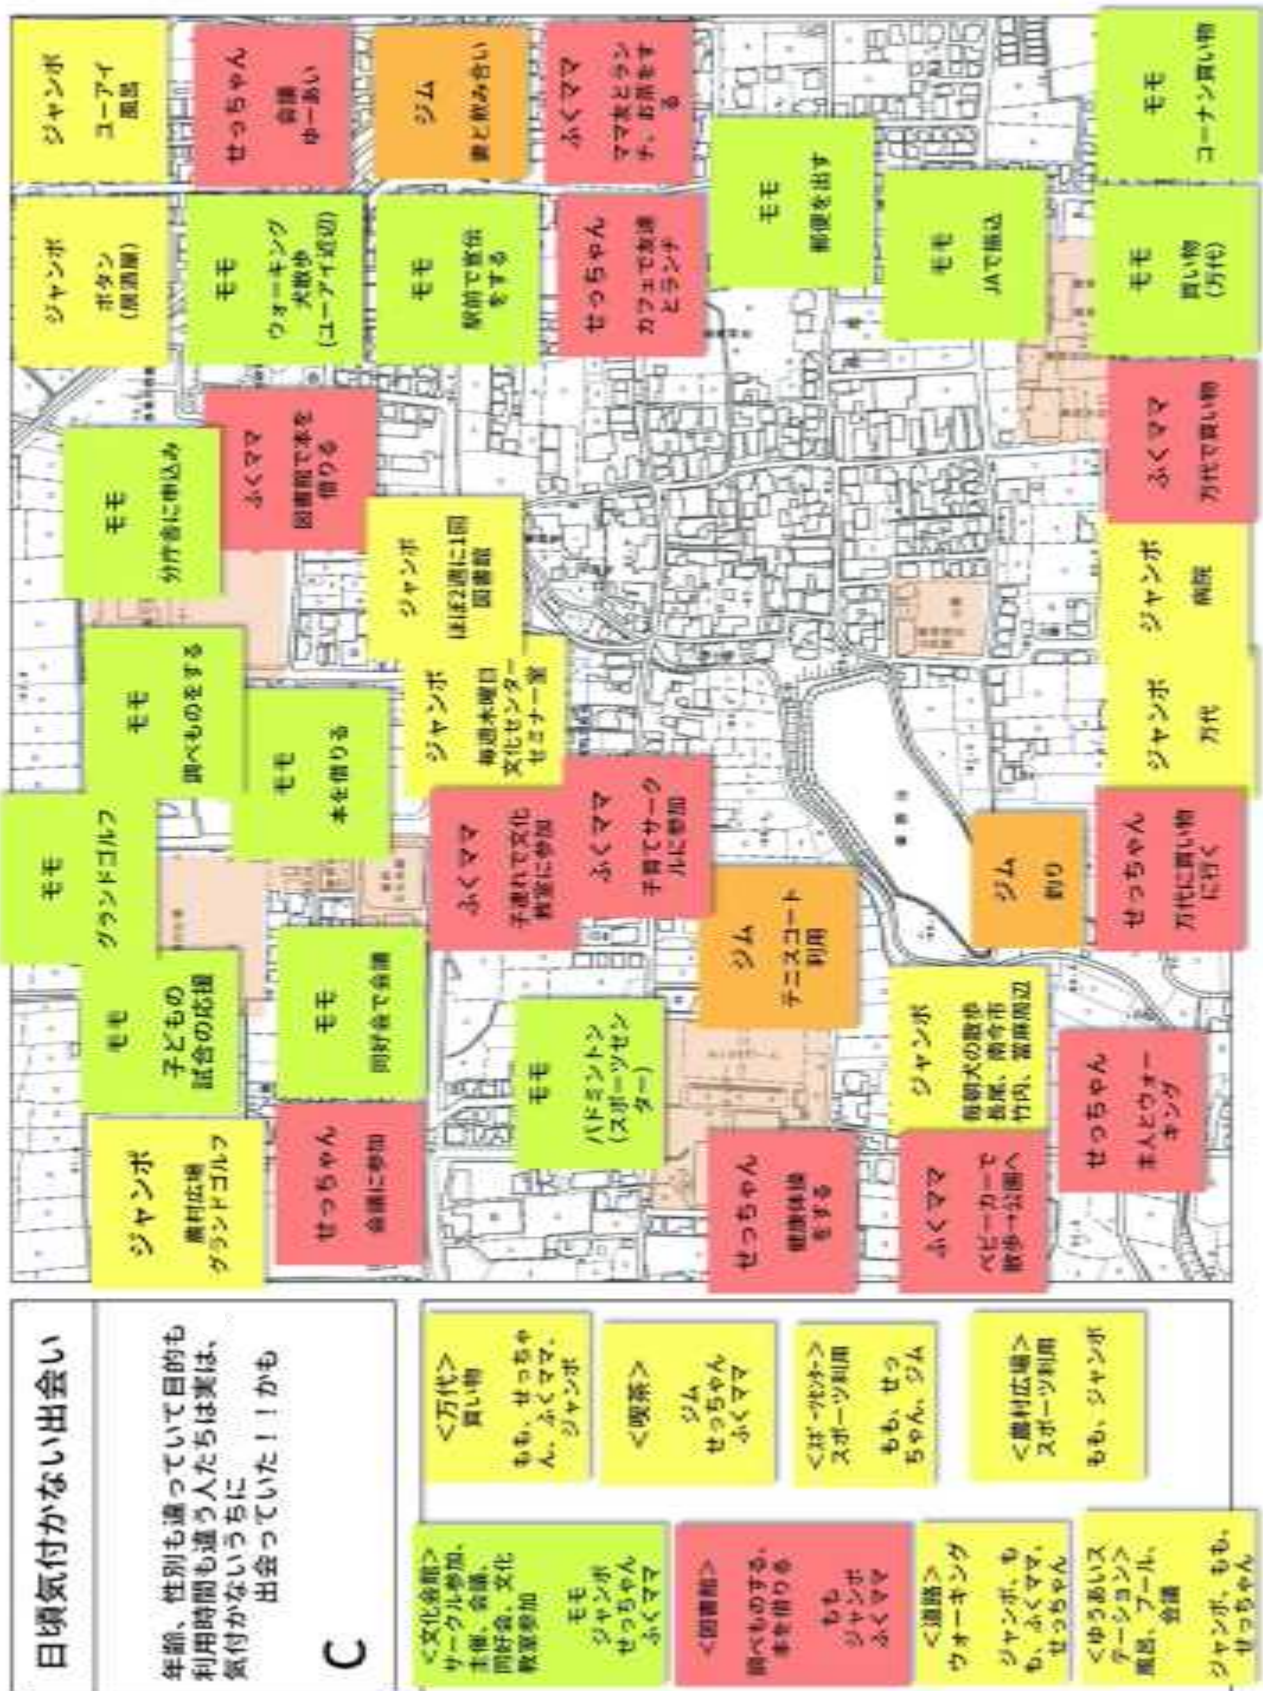 日頃気付かない出会い
年齢、性別も違っていて目的も
利用時間も違う人たちは実は、
気付かないうちに
出会っていた！！かも
C
<文化会館>
サークル参加、
主催、会議、
同好会、文化
教室参加
モモ
ジャンボ
せっちゃん
ふくママ
<万代>
買い物
もも、せっちゃ
ん、ふくママ、
ジャンボ
<図書館>
調べものする、
本を借りる
もも
ジャンボ
ふくママ
<喫茶>
ジム
せっちゃん
ふくママ
<道路>
ウォーキング
ジャンボ、も
も、ふくママ、
せっちゃん
<スポーツセンター>
スポーツ利用
もも、せっ
ちゃん、ジム
<ゆうあいス
テーション>
風呂、プール、
会議
ジャンボ、もも、
せっちゃん
<農村広場>
スポーツ利用
もも、ジャンボ
ジャンボ
農村広場
グランドゴルフ
モモ
子どもの
試合の応援
モモ
グランドゴルフ
モモ
調べものをする
モモ
分庁舎に申込み
ジャンボ
ボタン
(居酒屋)
ジャンボ
ユーアイ
風呂
せっちゃん
会議に参加
モモ
同好会で会議
モモ
本を借りる
ふくママ
図書館で本を
借りる
モモ
ウォーキング
犬散歩
(ユーアイ近辺)
せっちゃん
会議
ゆーあい
ふくママ
子連れで文化
教室に参加
ジャンボ
毎週木曜日
文化センター
セミナー室
ジャンボ
ほぼ2週に1回
図書館
モモ
駅前で宣伝
をする
ジム
妻と飲み合い
モモ
バドミントン
(スポーツセン
ター)
ふくママ
子育てサーク
ルに参加
せっちゃん
カフェで友達
とランチ
ふくママ
ママ友とラン
チ、お茶をす
る
せっちゃん
健康体操
をする
ジム
テニスコート
利用
モモ
郵便を出す
ふくママ
ベビーカーで
散歩→公園へ
ジャンボ
毎朝犬の散歩
長尾、南今市
竹内、當麻周辺
モモ
JAで振込
せっちゃん
主人とウォー
キング
ジム
釣り
せっちゃん
万代に買い物
に行く
ジャンボ
万代
ジャンボ
病院
ふくママ
万代で買い物
モモ
買い物
(万代)
モモ
コーナン買い物